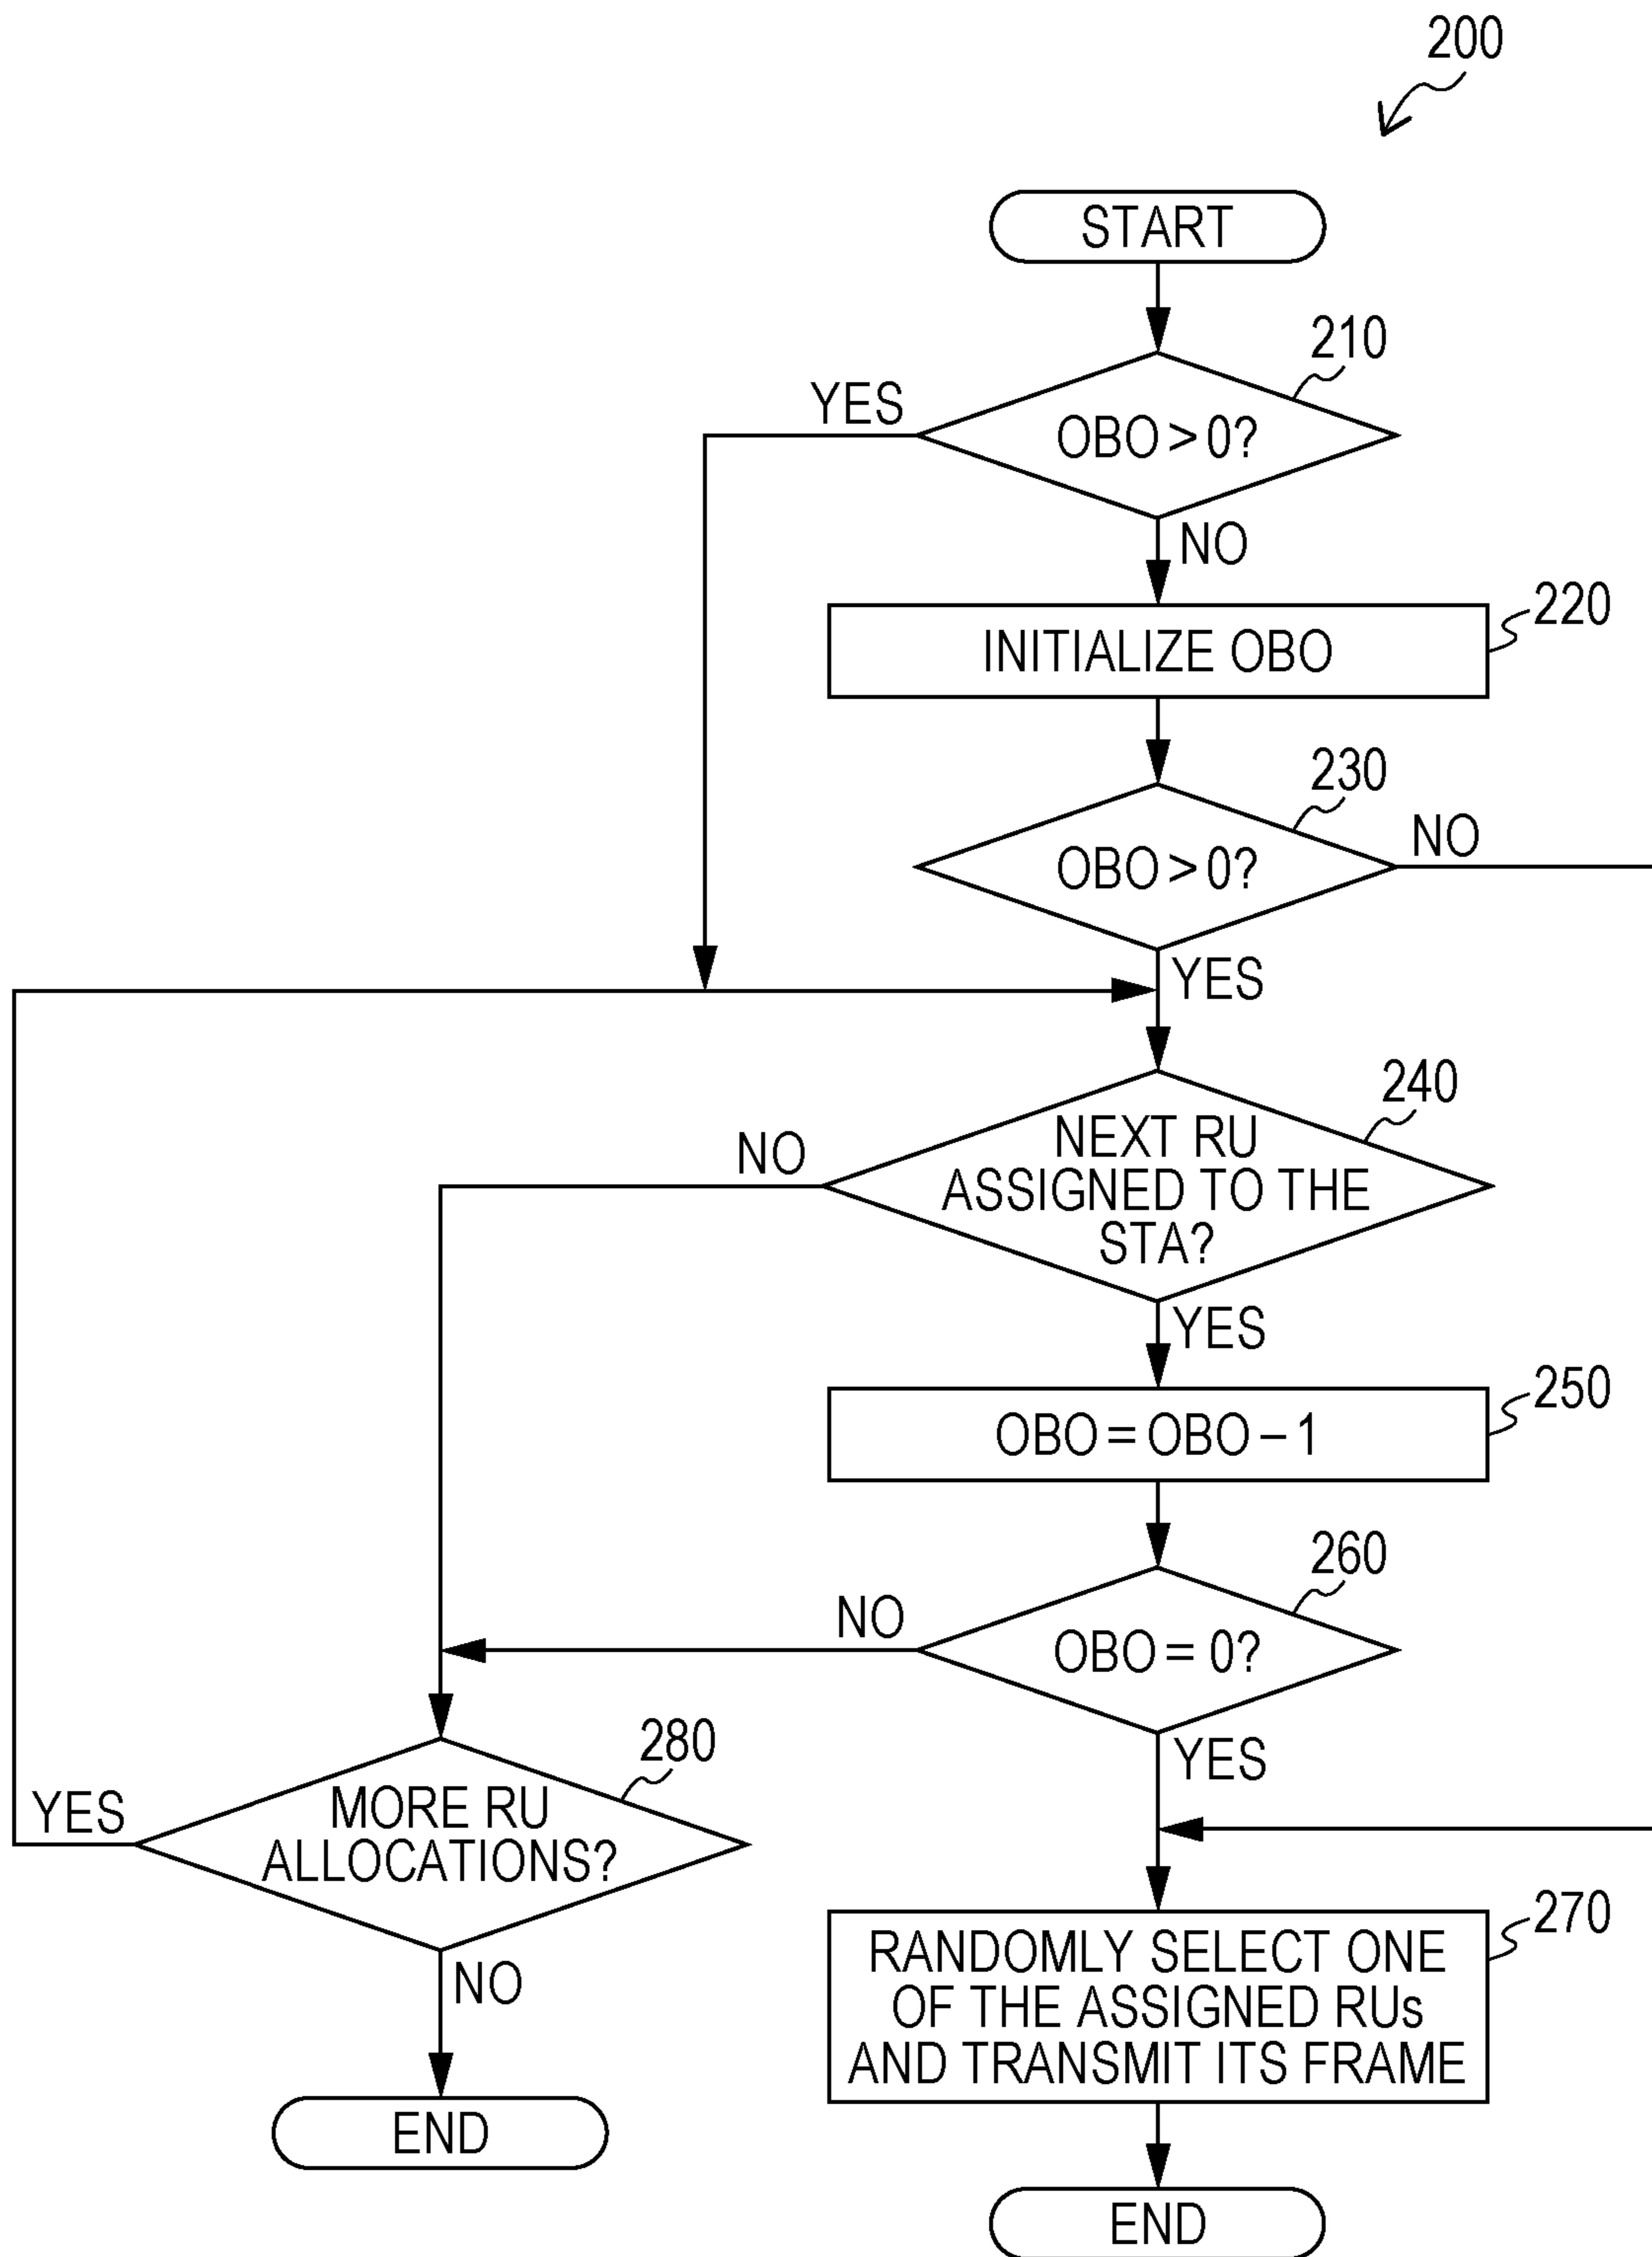 200
START
210
YES
OBO > 0?
NO
220
INITIALIZE OBO
230
NO
OBO > 0?
YES
240
NO
NEXT RU
ASSIGNED TO THE
STA?
YES
250
OBO = OBO – 1
260
NO
OBO = 0?
YES
280
YES
MORE RU
ALLOCATIONS?
NO
270
RANDOMLY SELECT ONE
OF THE ASSIGNED RUs
AND TRANSMIT ITS FRAME
END
END